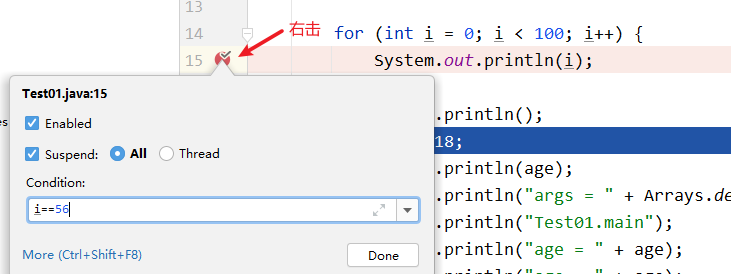 14
for (int i = 0; i < 100; i++) {
右击
15
System.out.println(i);
Test01.java:15
Enabled
.println();
Suspend:
All
Thread
18;
.println(age);
Condition:
.println("args = " + Arrays.de
i==56
.println("Test01.main");
More (Ctrl+Shift+F8)
Done
.println("age = " + age);